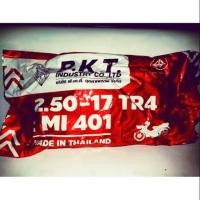 P.K.T
INDUSTRY CO.,LTD
2.50-17 TR4
MI 401
MADE IN THAILAND